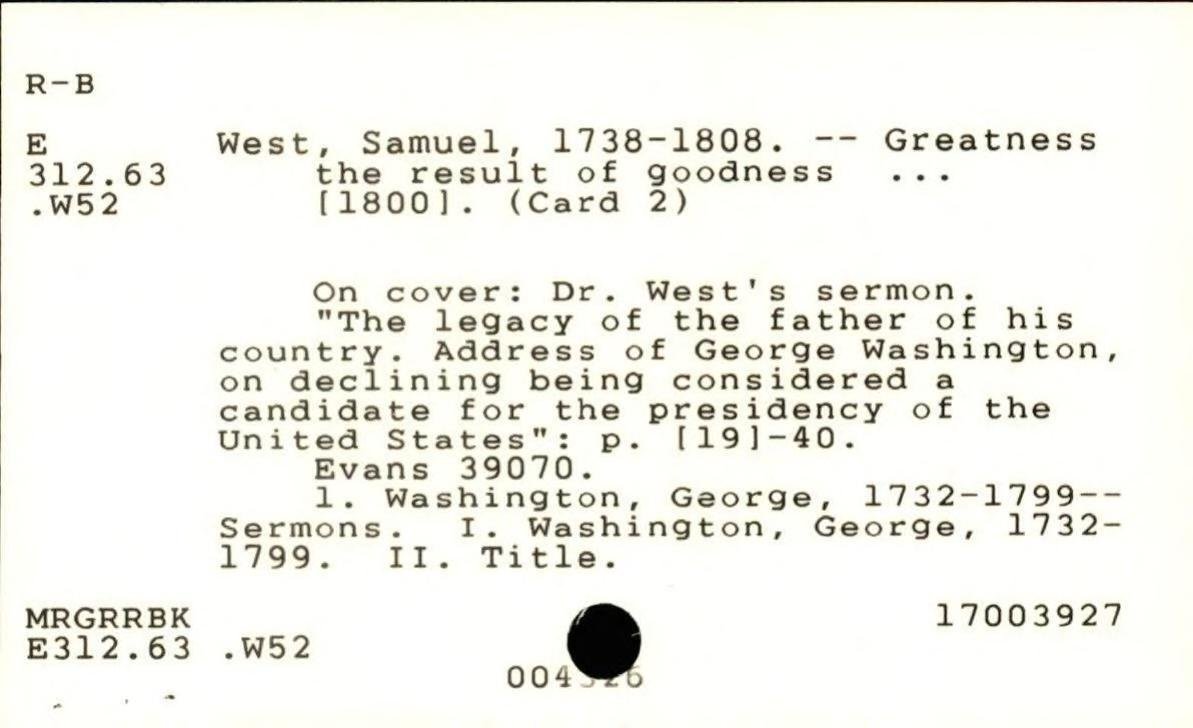 R-B
E West, Samuel, 1738-1808. -- Greatness
312.63 the result of goodness ...
.W52 [1800]. (Card 2)
On cover: Dr. West's sermon.
"The legacy of the father of his
country. Address of George Washington,
on declining being considered a
candidate for the presidency of the
United States": p. [19]-40.
Evans 39070.
1. Washington, George, 1732-1799--
Sermons. I. Washington, George, 1732-
1799. II. Title.
MRGRRBK 17003927
E312.63 .W52